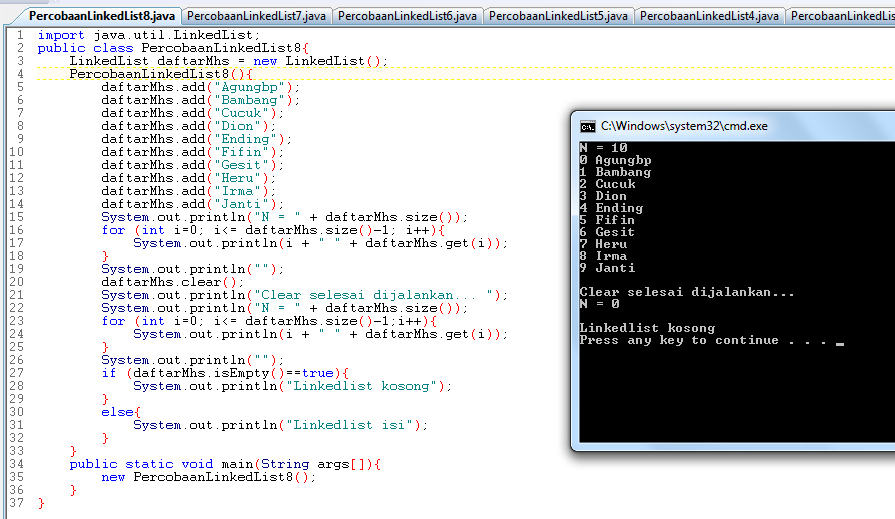 PercobaanLinkedList8.java PercobaanLinkedList7.java PercobaanLinkedList6.java PercobaanLinkedList5.java PercobaanLinkedList4.java PercobaanLinkedList
1 import java.util.LinkedList;
2 public class PercobaanLinkedList8{
3 LinkedList daftarMhs = new LinkedList();
4 PercobaanLinkedList8(){
5 daftarMhs.add("Agungbp");
6 daftarMhs.add("Bambang");
7 daftarMhs.add("Cucuk");
8 daftarMhs.add("Dion");
9 daftarMhs.add("Ending");
10 daftarMhs.add("Fifin");
11 daftarMhs.add("Gesit");
12 daftarMhs.add("Heru");
13 daftarMhs.add("Irma");
14 daftarMhs.add("Janti");
15 System.out.println("N = " + daftarMhs.size());
16 for (int i=0; i<= daftarMhs.size()-1; i++){
17 System.out.println(i + " " + daftarMhs.get(i));
18 }
19 System.out.println("");
20 daftarMhs.clear();
21 System.out.println("Clear selesai dijalankan... ");
22 System.out.println("N = " + daftarMhs.size());
23 for (int i=0; i<= daftarMhs.size()-1;i++){
24 System.out.println(i + " " + daftarMhs.get(i));
25 }
26 System.out.println("");
27 if (daftarMhs.isEmpty()==true){
28 System.out.println("Linkedlist kosong");
29 }
30 else{
31 System.out.println("Linkedlist isi");
32 }
33 }
34 public static void main(String args[]){
35 new PercobaanLinkedList8();
36 }
37 }
C:\Windows\system32\cmd.exe
N = 10
0 Agungbp
1 Bambang
2 Cucuk
3 Dion
4 Ending
5 Fifin
6 Gesit
7 Heru
8 Irma
9 Janti
Clear selesai dijalankan...
N = 0
Linkedlist kosong
Press any key to continue . . . _